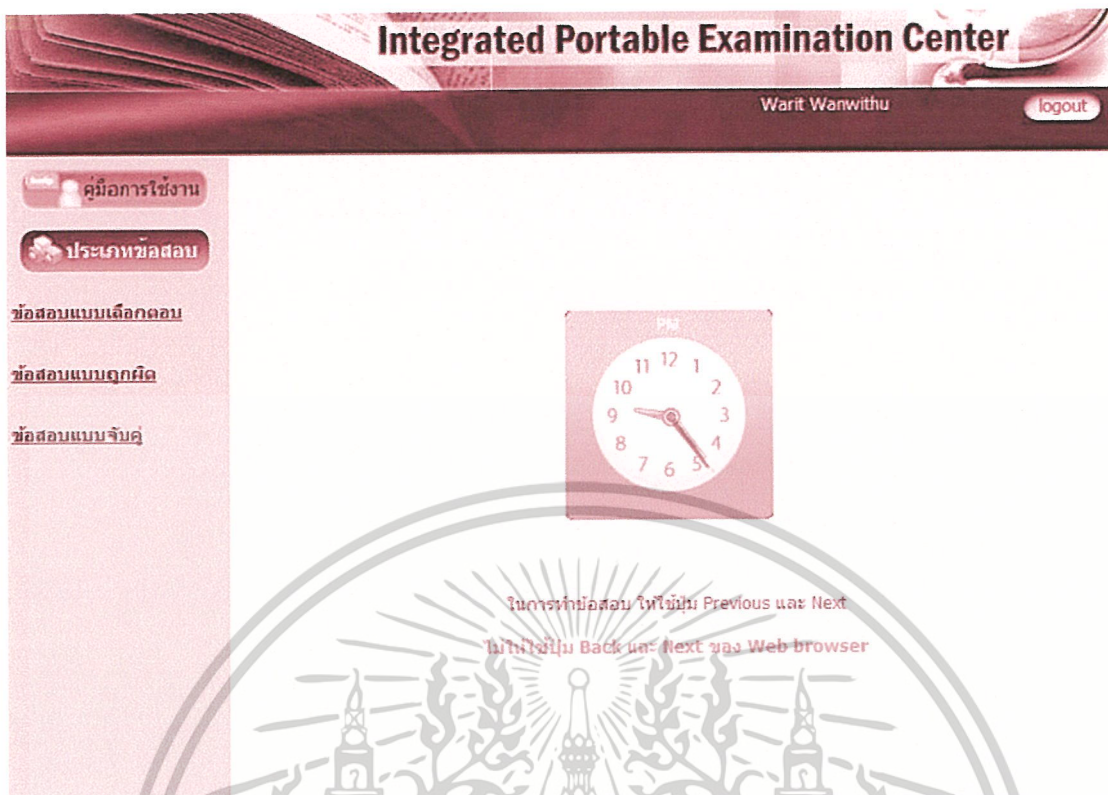 Integrated Portable Examination Center
Warit Wanwithu
logout
คู่มือการใช้งาน
ประเภทข้อสอบ
ข้อสอบแบบเลือกตอบ
ข้อสอบแบบถูกผิด
ข้อสอบแบบจับคู่
PM
11 12 1
10 2
9 3
8 4
7 6 5
ในการทำข้อสอบ ให้ใช้ปุ่ม Previous และ Next
ไม่ให้ใช้ปุ่ม Back และ Next ของ Web browser